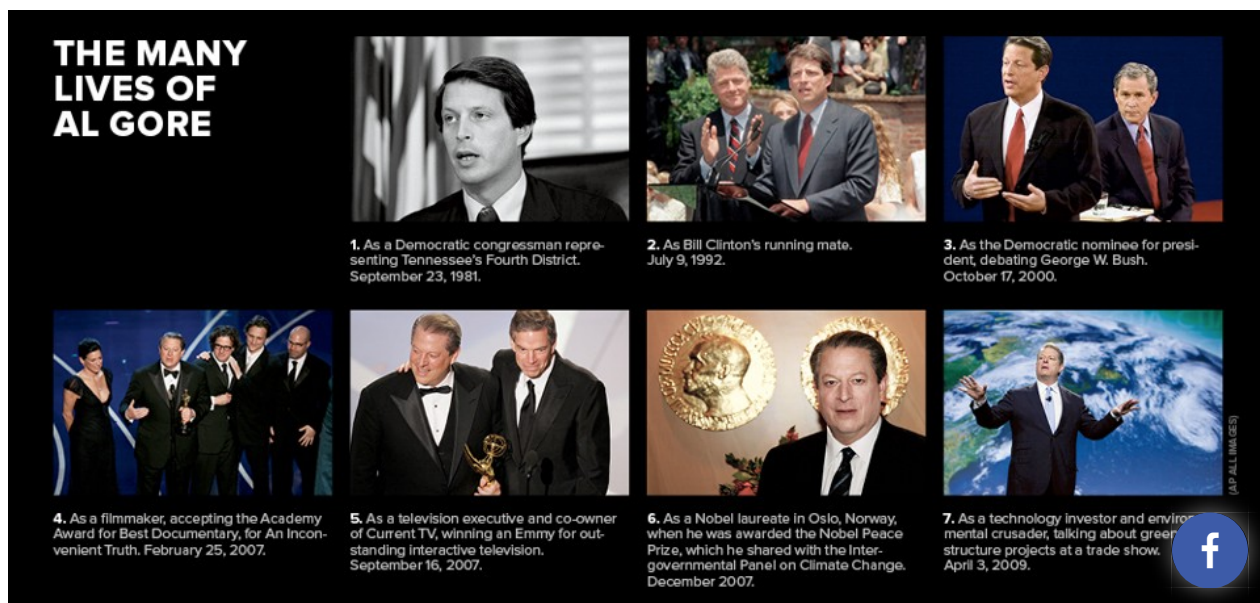 THE MANY
LIVES OF
AL GORE
1. As a Democratic congressman repre-
senting Tennessee's Fourth District.
September 23, 1981.
2. As Bill Clinton's running mate.
July 9, 1992.
3. As the Democratic nominee for presi-
dent, debating George W. Bush.
October 17, 2000.
4. As a filmmaker, accepting the Academy
Award for Best Documentary, for An Incon-
venient Truth. February 25, 2007.
5. As a television executive and co-owner
of Current TV, winning an Emmy for out-
standing interactive television.
September 16, 2007.
6. As a Nobel laureate in Oslo, Norway,
when he was awarded the Nobel Peace
Prize, which he shared with the Inter-
governmental Panel on Climate Change.
December 2007.
7. As a technology investor and
mental crusader, talking about green
structure projects at a trade show.
April 3, 2009.
(AP ALL IMAGES)
f